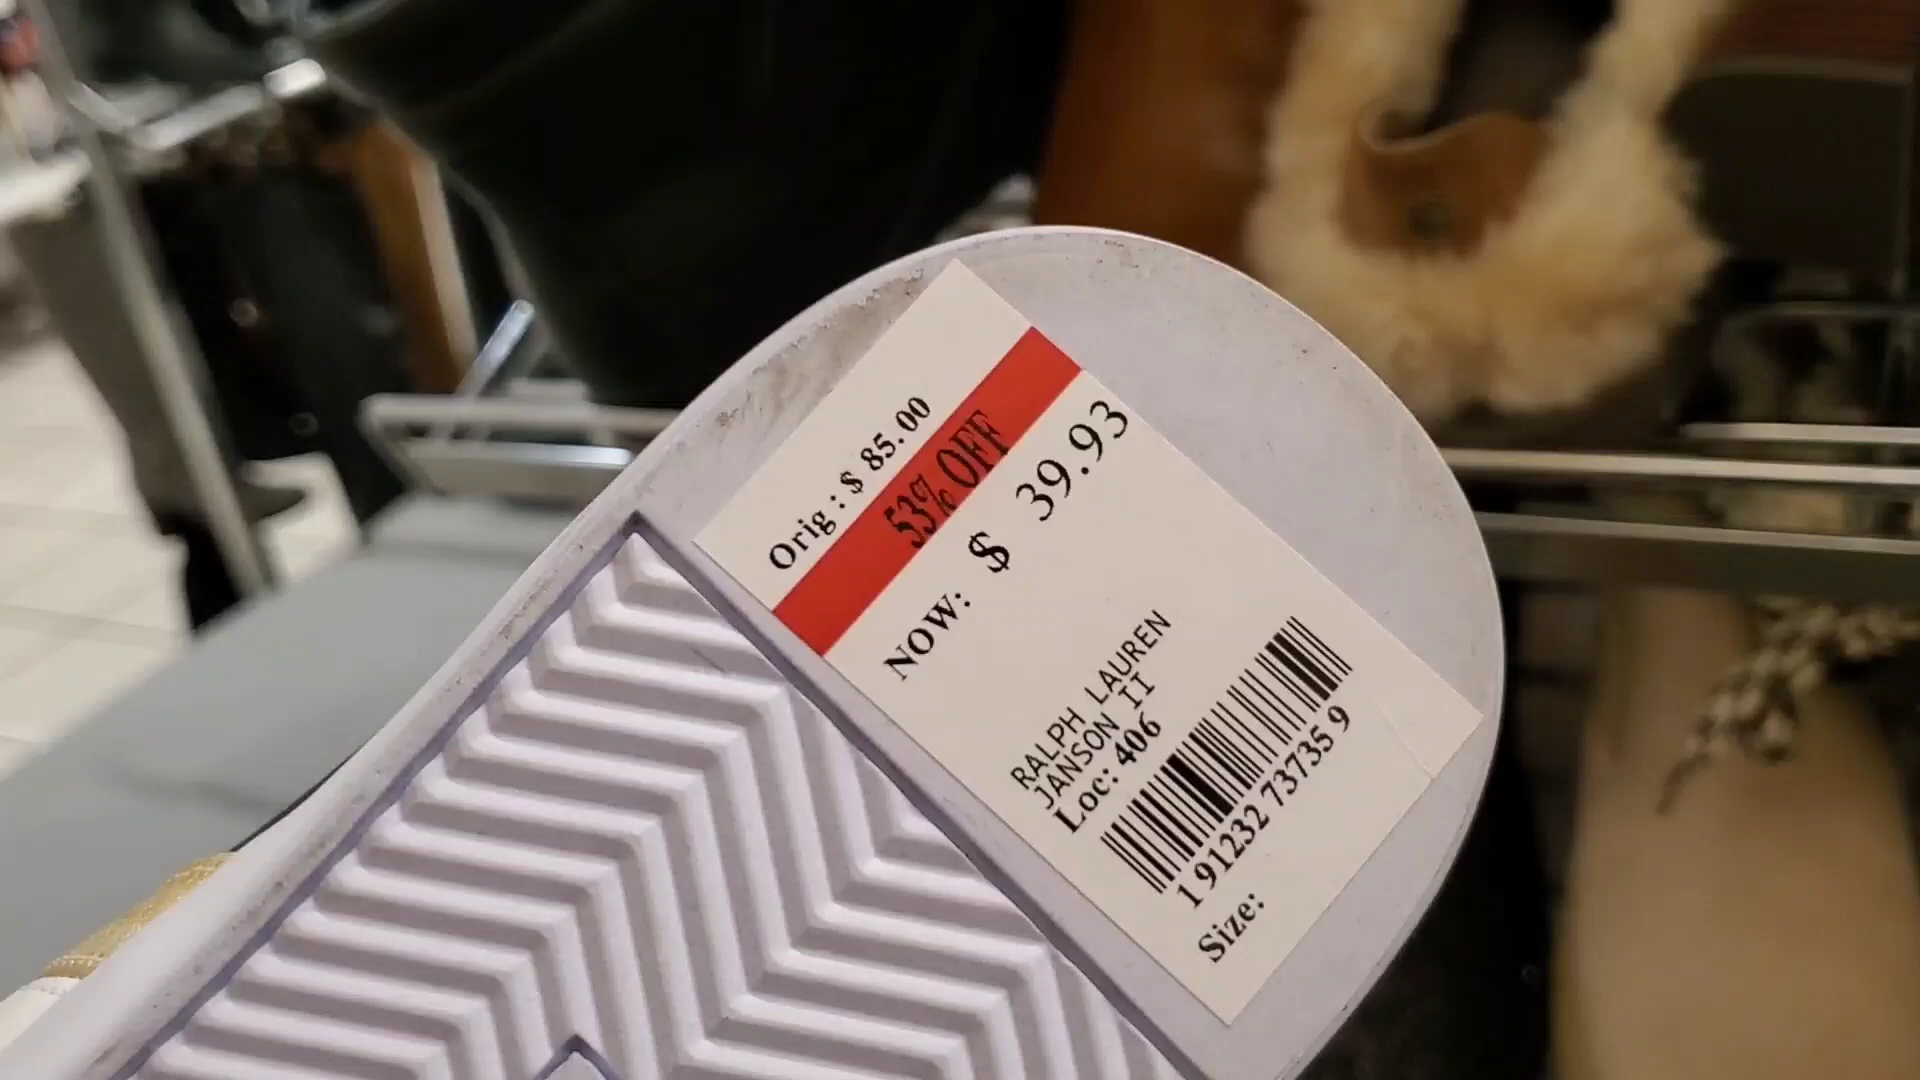 Orig : $ 85.00
53% OFF
NOW: $ 39.93
RALPH LAUREN
JANSON II
Loc: 406
1 91232 73735 9
Size: